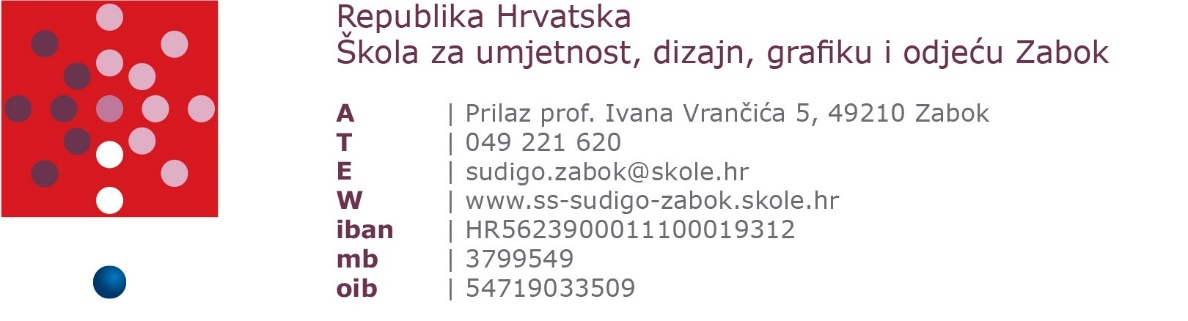 Republika Hrvatska
Škola za umjetnost, dizajn, grafiku i odjeću Zabok
A | Prilaz prof. Ivana Vrančića 5, 49210 Zabok
T | 049 221 620
E | sudigo.zabok@skole.hr
W | www.ss-sudigo-zabok.skole.hr
iban | HR5623900011100019312
mb | 3799549
oib | 54719033509